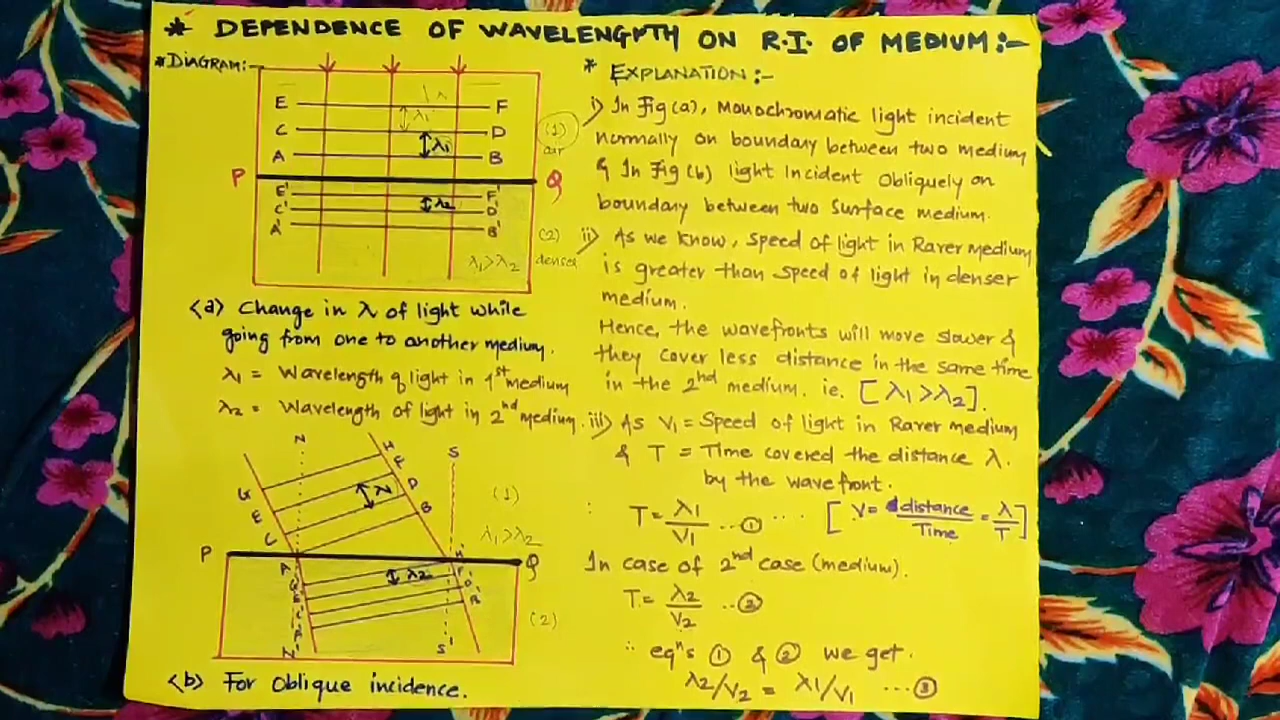 * DEPENDENCE OF WAVELENGTH ON R.I. OF MEDIUM:-
* DIAGRAM:-
E F
λ1
C D
λ1
A B
(1)
air
P Q
E' F'
C' λ2 D'
A' B'
(2)
denser
λ1>λ2
(a) Change in λ of light while
going from one to another medium.
λ1 = Wavelength of light in 1st medium
λ2 = Wavelength of light in 2nd medium.
N
H
S
F
G
D
λ1
E
B
(1)
C
λ1>λ2
P Q
A
H'
F'
λ2
G'
D'
E'
B'
C'
(2)
A'
N'
S'
(b) For Oblique incidence.
* EXPLANATION:-
i) In Fig(a), Monochromatic light incident
normally on boundary between two medium
& In Fig(b) light Incident Obliquely on
boundary between two Surface medium.
ii) As we know, Speed of light in Rarer medium
is greater than speed of light in denser
medium.
Hence, the wavefronts will move slower &
they cover less distance in the same time
in the 2nd medium. ie. [λ1>λ2].
iii) As V1 = Speed of light in Rarer medium
& T = Time covered the distance λ.
by the wavefront.
∴ T = λ1/V1 ...① .... [V = distance/Time = λ/T]
In case of 2nd case (medium).
T = λ2/V2 ...②
∴ eqns ① & ② we get.
λ2/V2 = λ1/V1 ....③